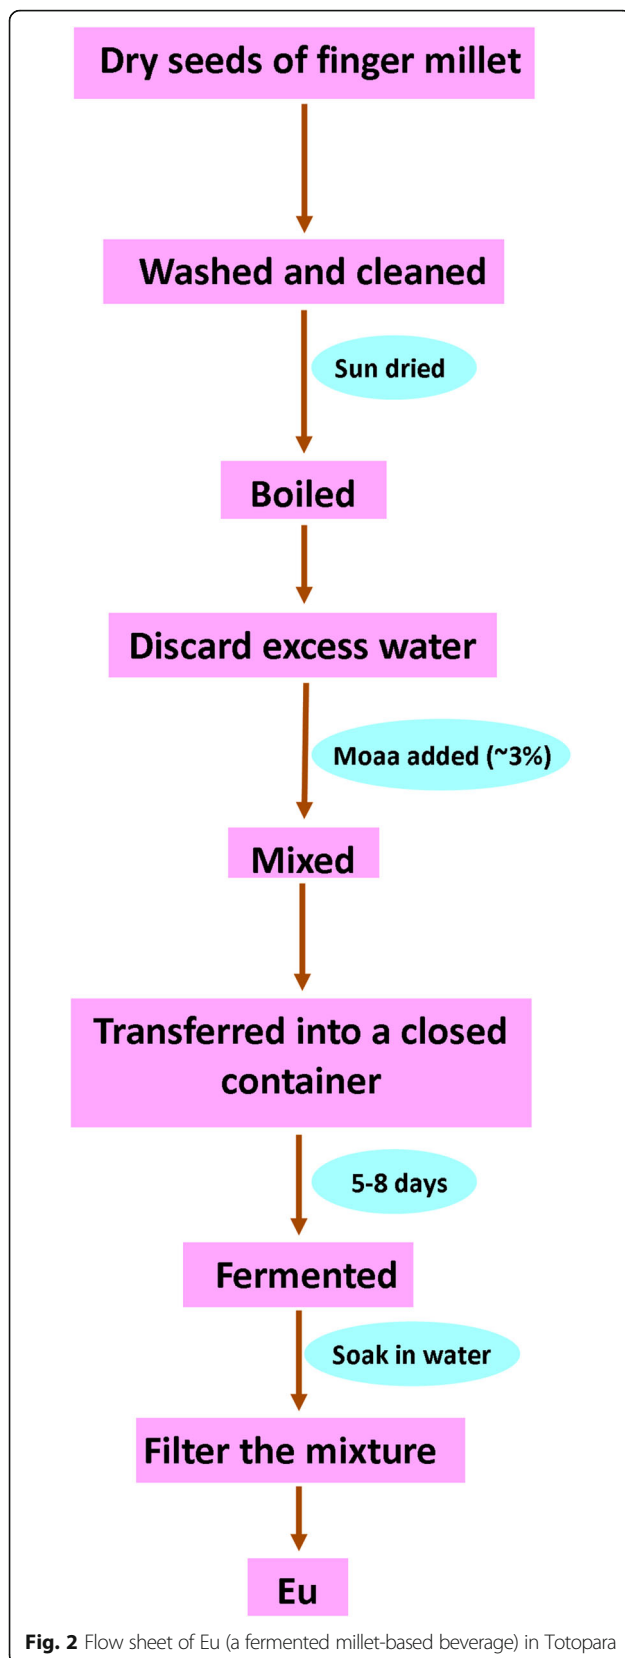 Dry seeds of finger millet
Washed and cleaned
Sun dried
Boiled
Discard excess water
Moaa added (~3%)
Mixed
Transferred into a closed
container
5-8 days
Fermented
Soak in water
Filter the mixture
Eu
Fig. 2 Flow sheet of Eu (a fermented millet-based beverage) in Totopara